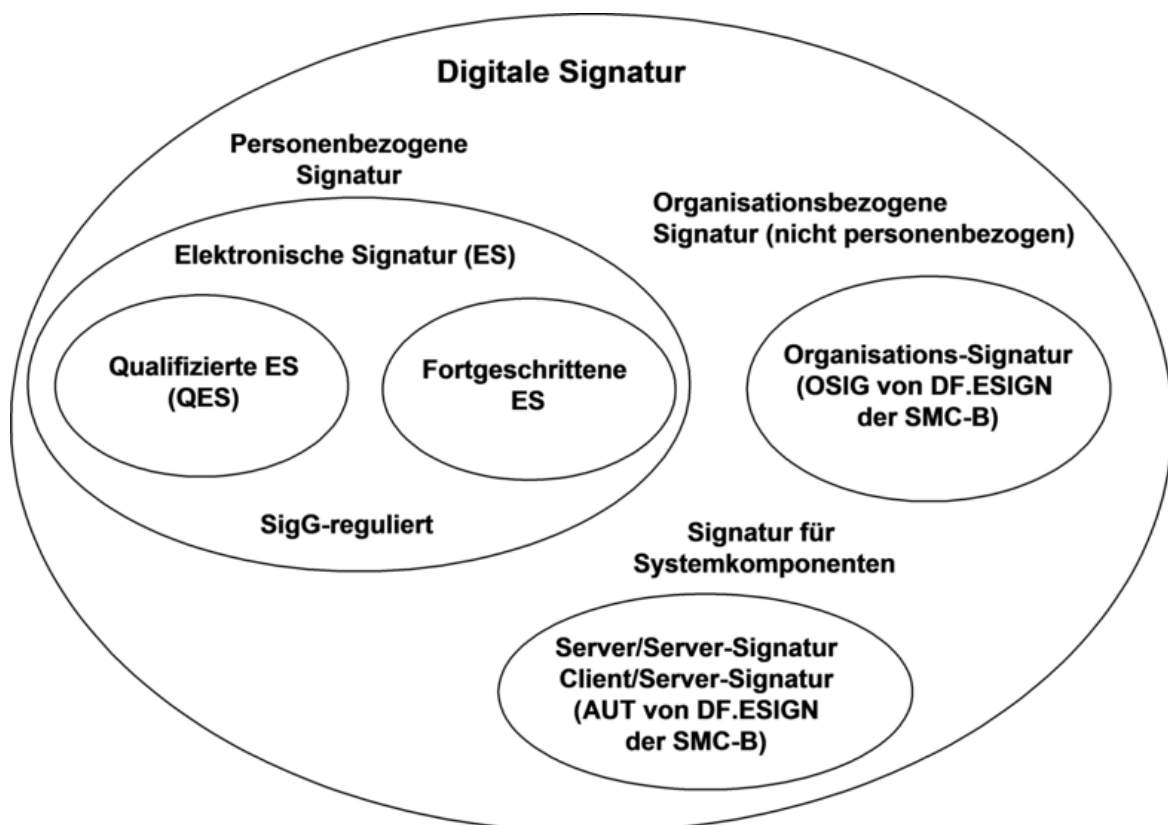 Digitale Signatur
Personenbezogene
Signatur
Elektronische Signatur (ES)
Qualifizierte ES
(QES)
Fortgeschrittene
ES
SigG-reguliert
Organisationsbezogene
Signatur (nicht personenbezogen)
Organisations-Signatur
(OSIG von DF.ESIGN
der SMC-B)
Signatur für
Systemkomponenten
Server/Server-Signatur
Client/Server-Signatur
(AUT von DF.ESIGN
der SMC-B)